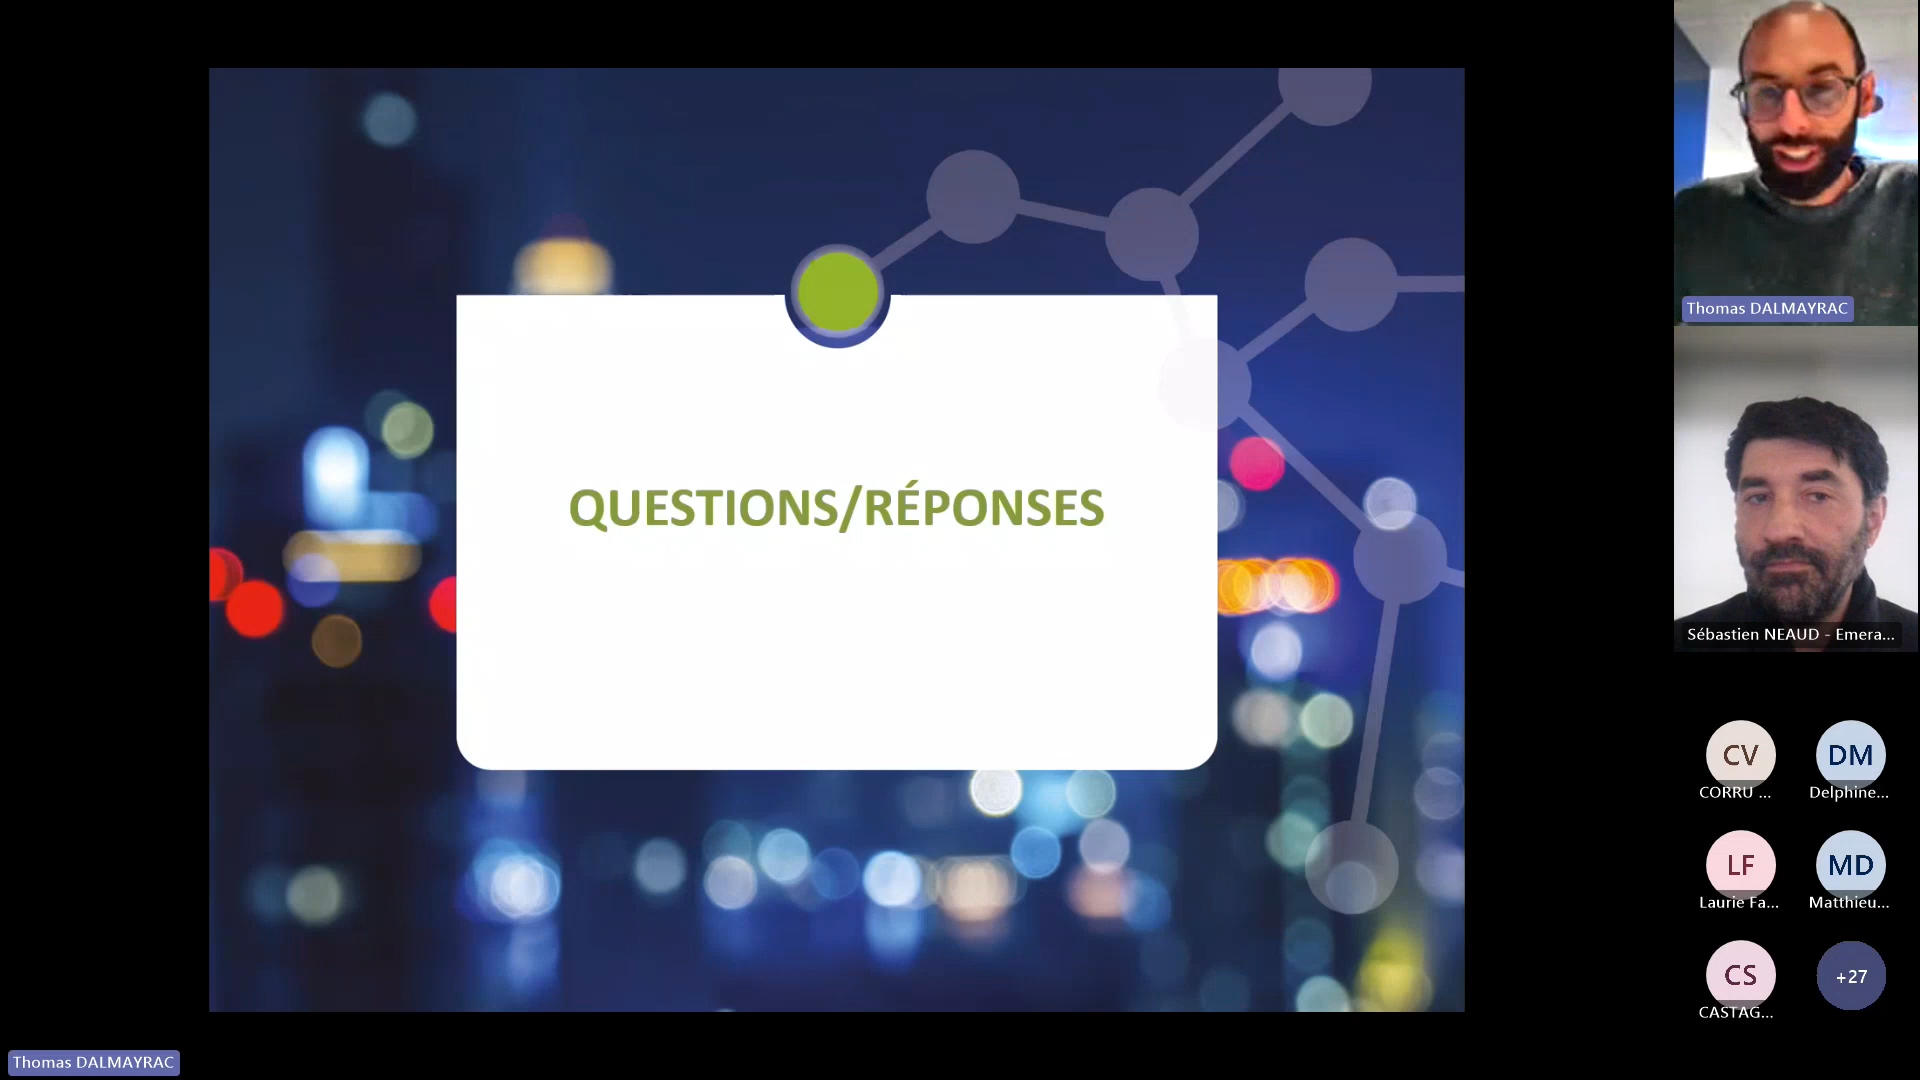 QUESTIONS/RÉPONSES
Thomas DALMAYRAC
Sébastien NEAUD - Emera...
CV
CORRU ...
DM
Delphine...
LF
Laurie Fa...
MD
Matthieu...
CS
CASTAG...
+27
Thomas DALMAYRAC